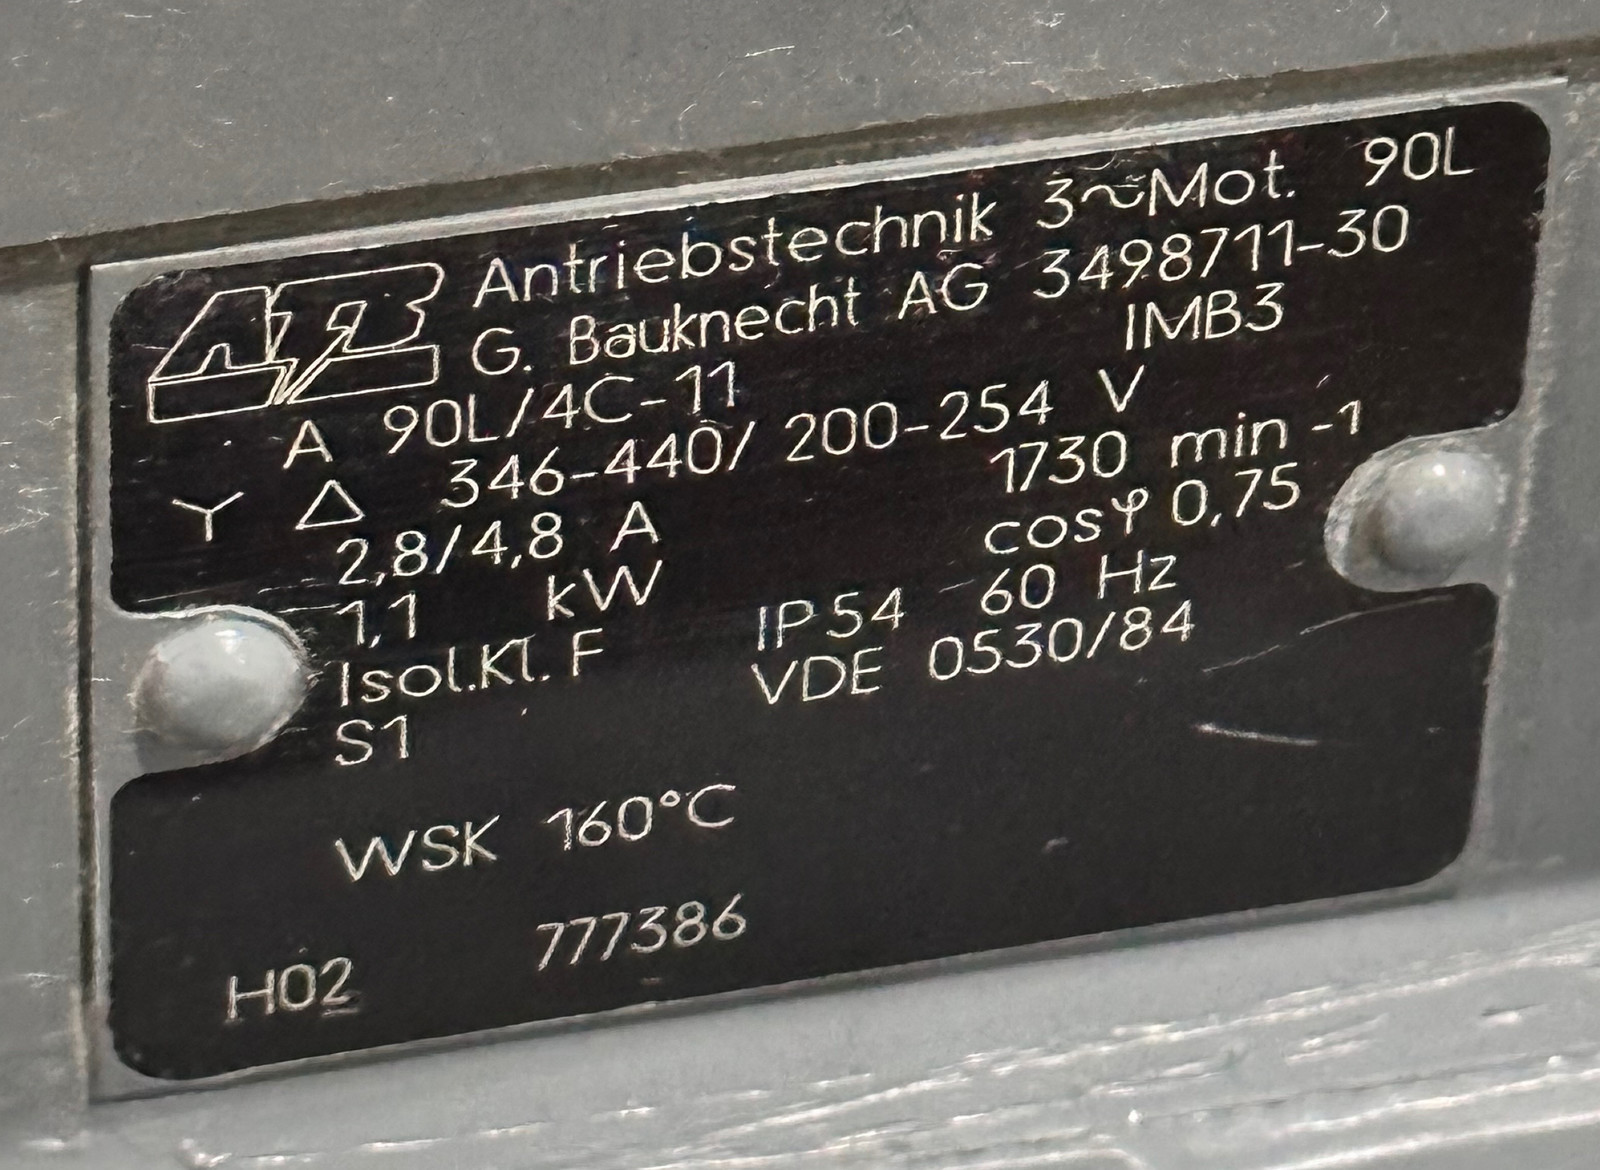 AGB Antriebstechnik 3~Mot. 90L
G. Bauknecht AG 3498711-30
A 90L/4C-11 IMB3
Y △ 346-440/200-254 V
2,8/4,8 A 1730 min-1
1,1 kW cosφ 0,75
Isol.Kl. F IP54 60 Hz
S1 VDE 0530/84
WSK 160°C
H02 777386